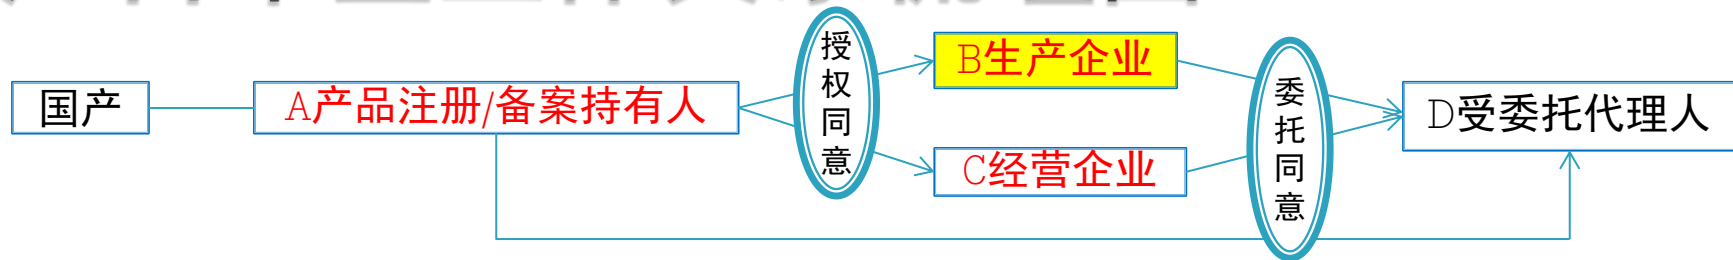 国产
A产品注册/备案持有人
授权同意
B生产企业
C经营企业
委托同意
D受委托代理人